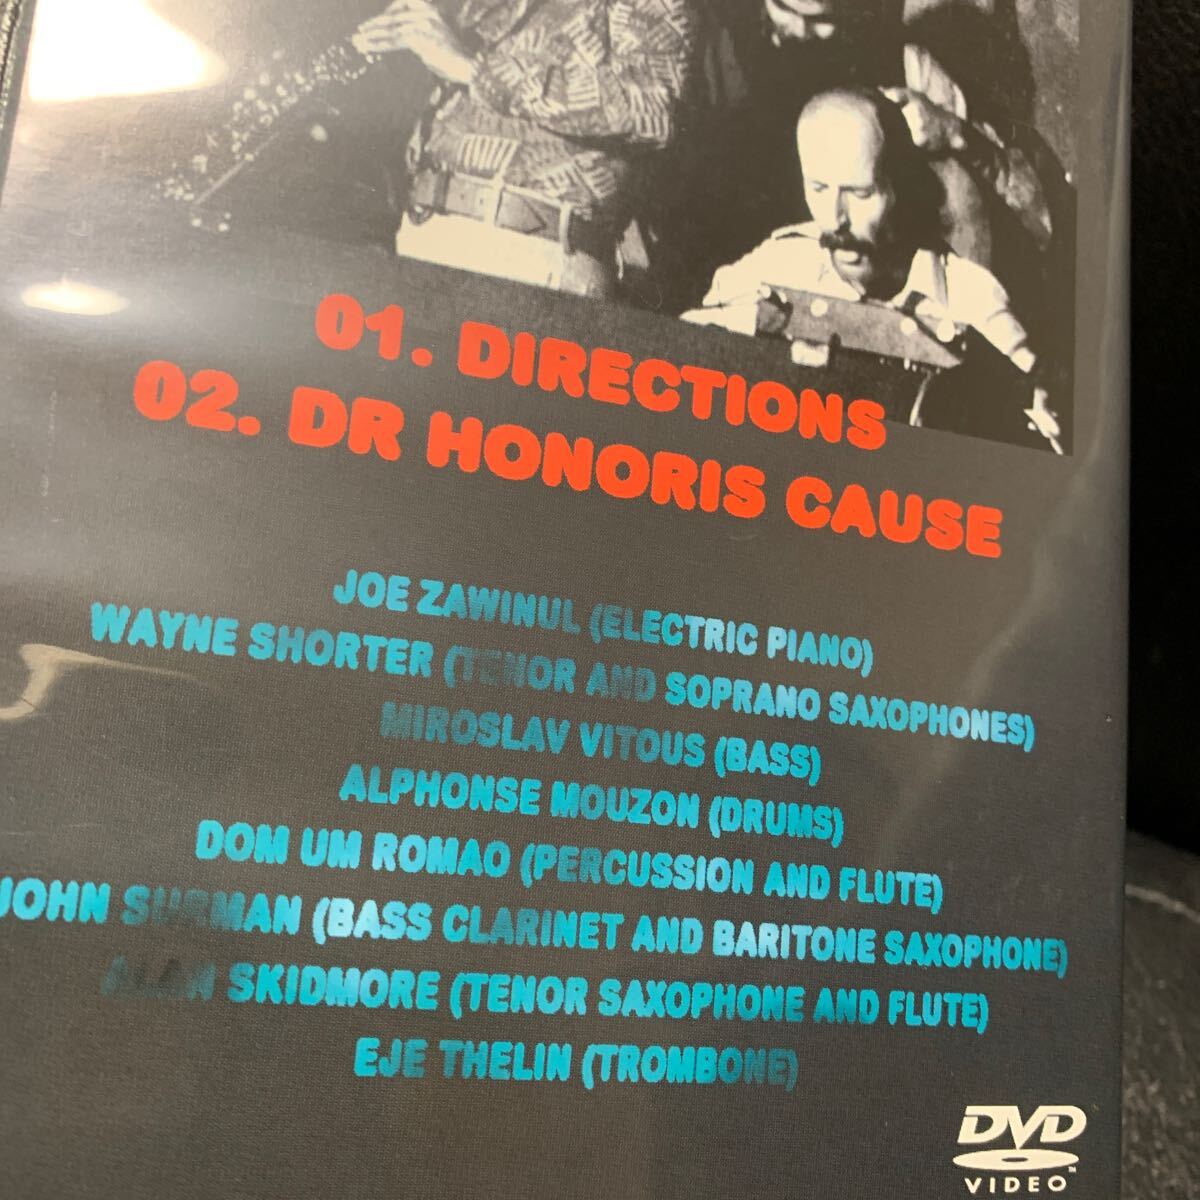 01. DIRECTIONS
02. DR HONORIS CAUSE
JOE ZAWINUL (ELECTRIC PIANO)
WAYNE SHORTER (TENOR AND SOPRANO SAXOPHONES)
MIROSLAV VITOUS (BASS)
ALPHONSE MOUZON (DRUMS)
DOM UM ROMAO (PERCUSSION AND FLUTE)
JOHN SURMAN (BASS CLARINET AND BARITONE SAXOPHONE)
ALAN SKIDMORE (TENOR SAXOPHONE AND FLUTE)
EJE THELIN (TROMBONE)
DVD
VIDEO